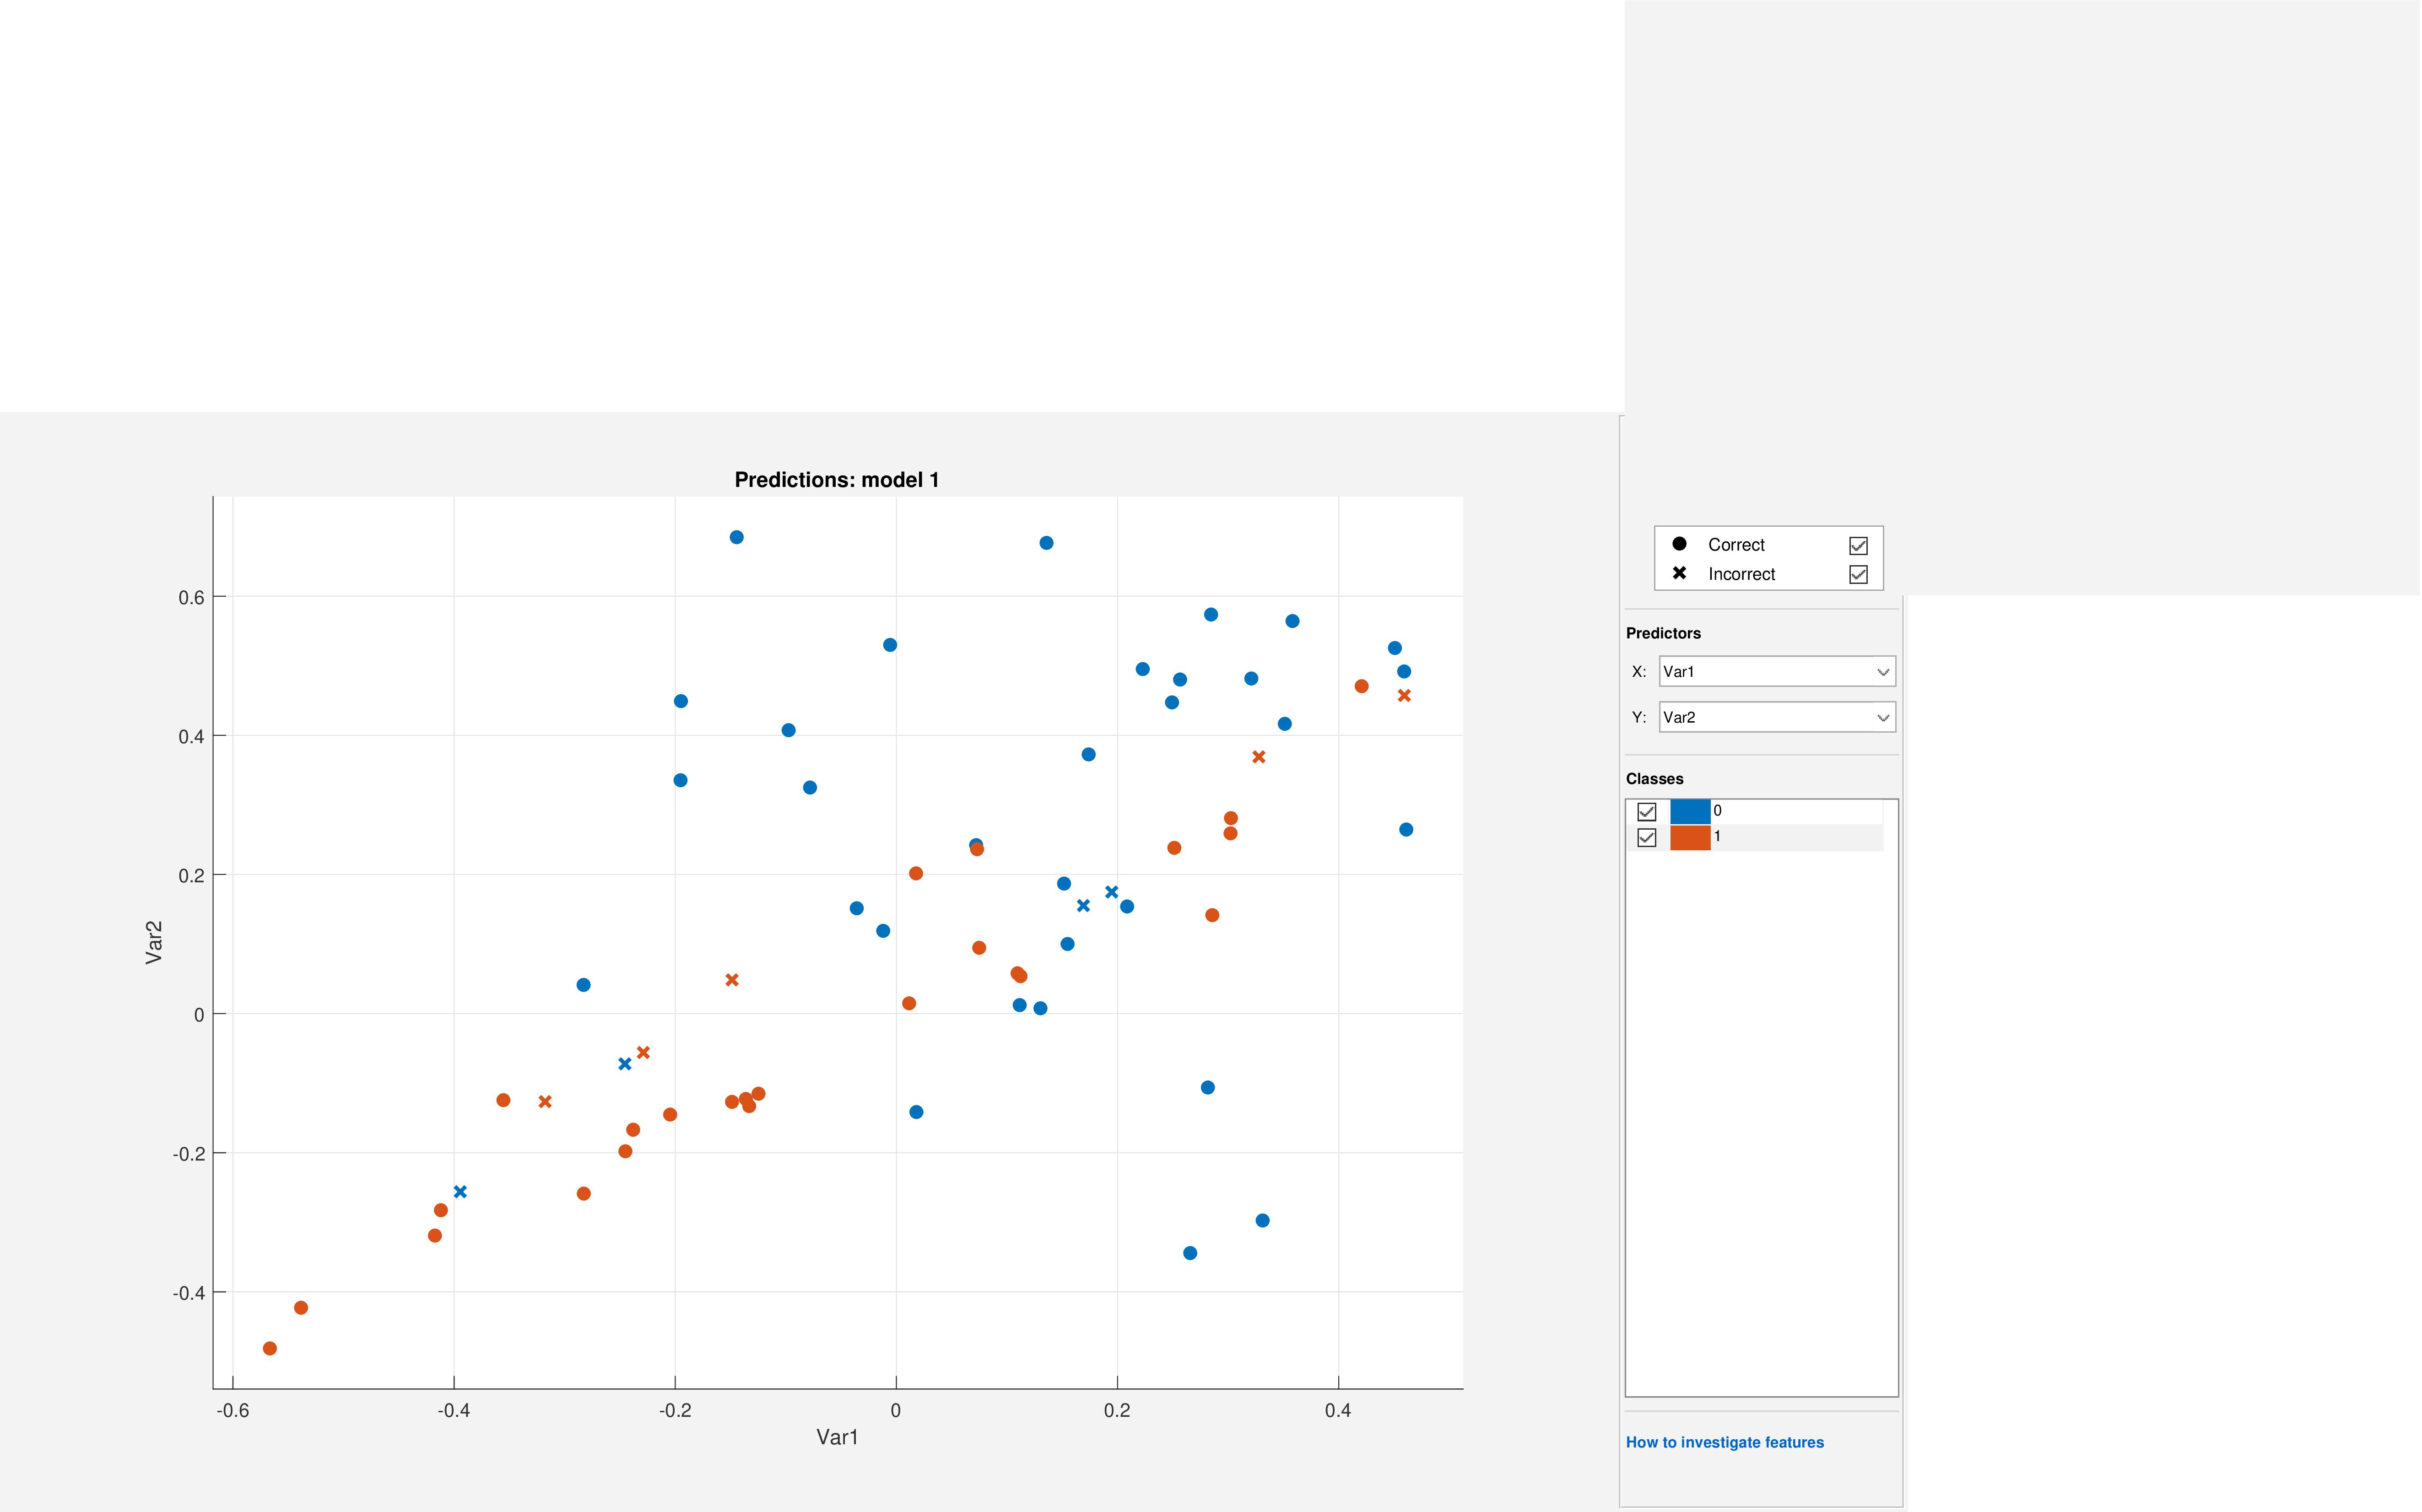 Predictions: model 1
0.6
0.4
0.2
0
-0.2
-0.4
Var2
-0.6 -0.4 -0.2 0 0.2 0.4
Var1
Correct
Incorrect
Predictors
X: Var1
Y: Var2
Classes
0
1
How to investigate features